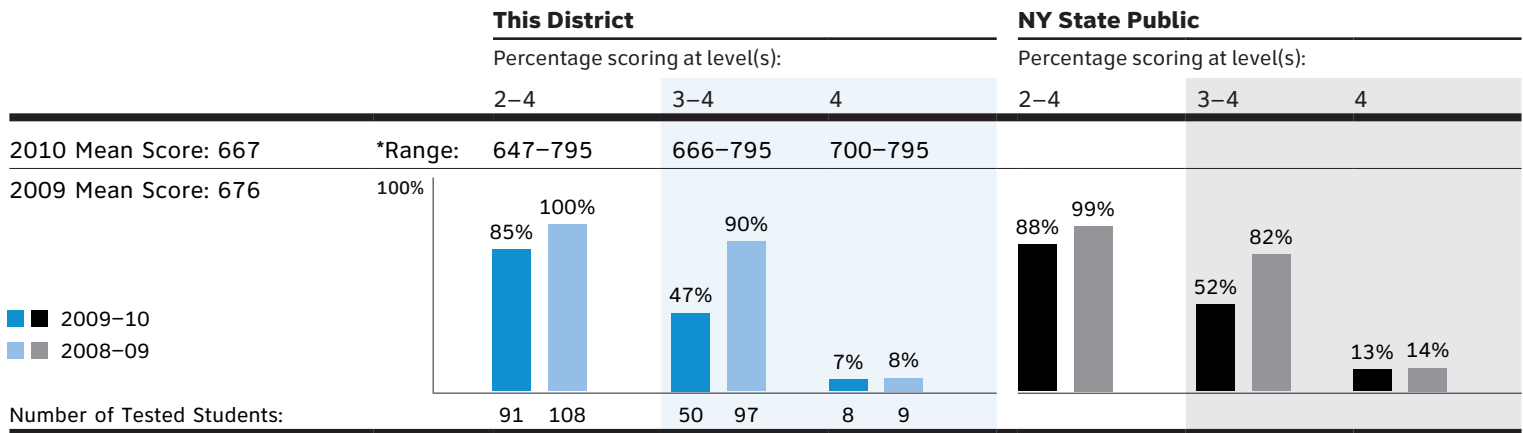 This District NY State Public
Percentage scoring at level(s): Percentage scoring at level(s):
2–4 3–4 4 2–4 3–4 4
2010 Mean Score: 667 *Range: 647–795 666–795 700–795
2009 Mean Score: 676 100%
85% 100% 47% 90% 7% 8% 88% 99% 52% 82% 13% 14%
2009–10
2008–09
Number of Tested Students: 91 108 50 97 8 9